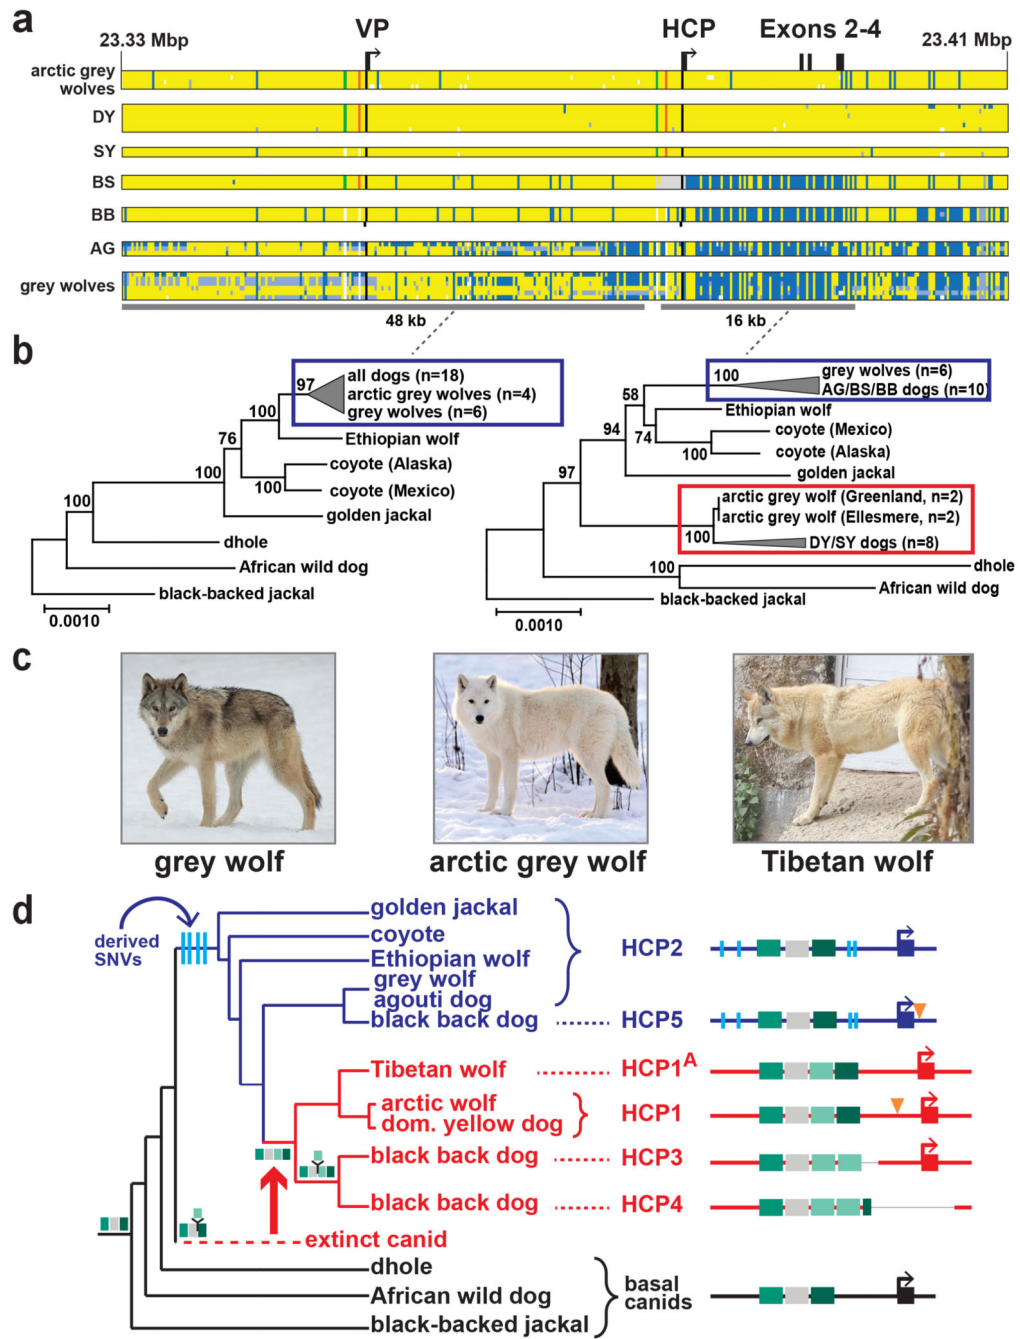 a
VP HCP Exons 2-4
23.33 Mbp 23.41 Mbp
arctic grey
wolves
DY
SY
BS
BB
AG
grey wolves
48 kb 16 kb
b
97 all dogs (n=18)
arctic grey wolves (n=4)
grey wolves (n=6)
100
Ethiopian wolf
76
coyote (Alaska)
100
coyote (Mexico)
100
golden jackal
100
dhole
African wild dog
black-backed jackal
0.0010
100 grey wolves (n=6)
AG/BS/BB dogs (n=10)
58
Ethiopian wolf
74
coyote (Mexico)
100
coyote (Alaska)
94
golden jackal
97
arctic grey wolf (Greenland, n=2)
arctic grey wolf (Ellesmere, n=2)
100
DY/SY dogs (n=8)
100
dhole
African wild dog
black-backed jackal
0.0010
c
grey wolf arctic grey wolf Tibetan wolf
d
derived
SNVs
golden jackal
coyote
Ethiopian wolf
grey wolf
agouti dog
HCP2
black back dog HCP5
Tibetan wolf HCP1A
arctic wolf
dom. yellow dog
HCP1
black back dog HCP3
black back dog HCP4
extinct canid
dhole
African wild dog
black-backed jackal
basal
canids